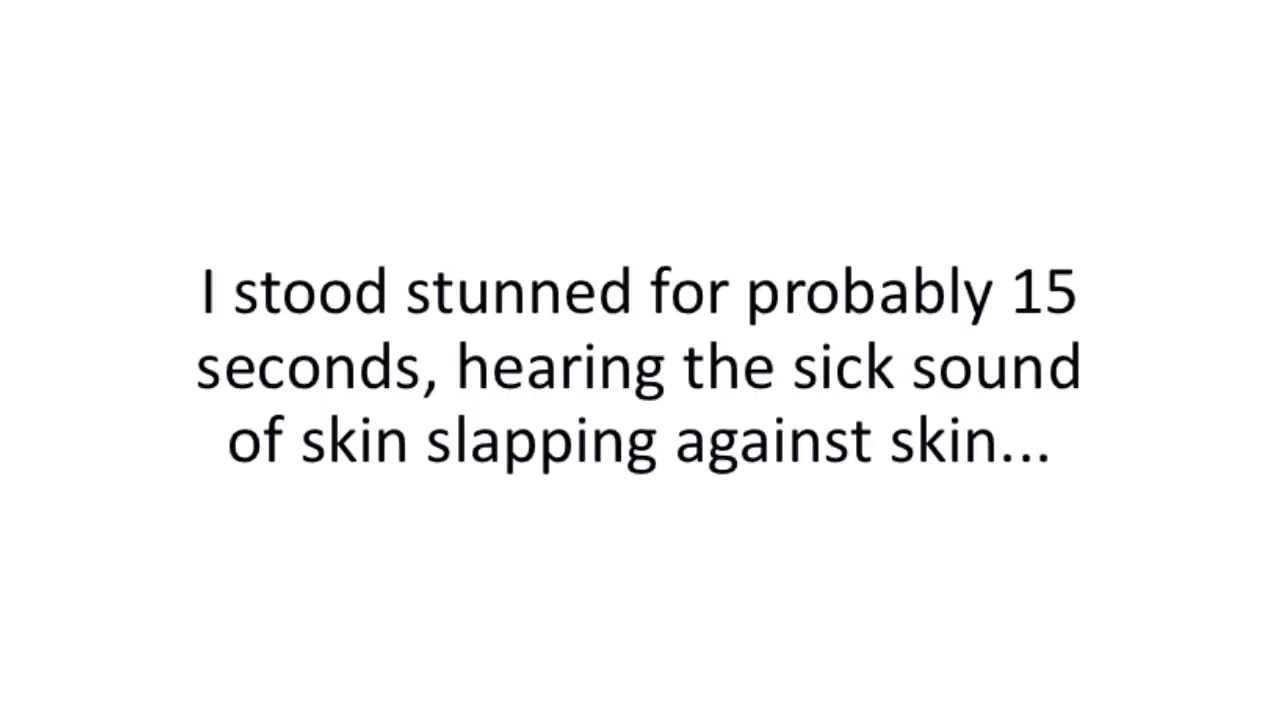 I stood stunned for probably 15
seconds, hearing the sick sound
of skin slapping against skin...